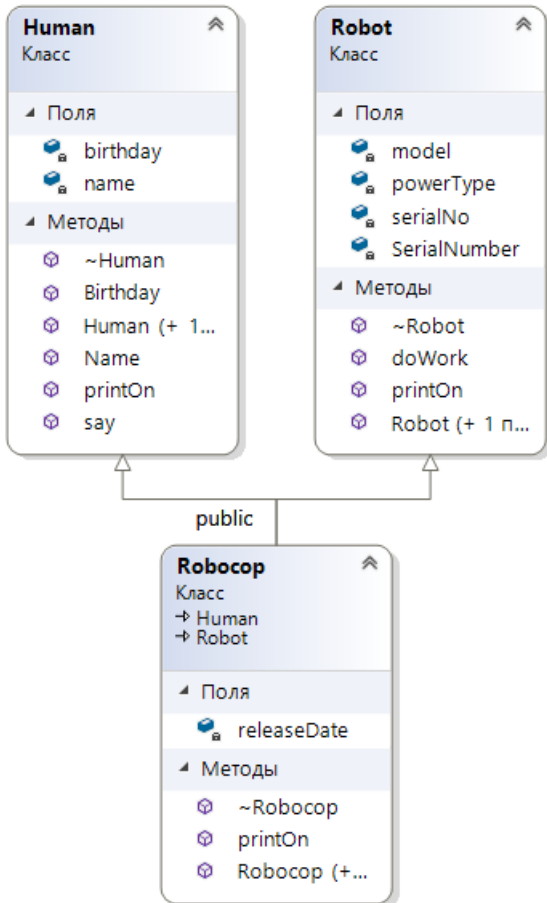 Human
Класс
Поля
birthday
name
Методы
~Human
Birthday
Human (+ 1...
Name
printOn
say
Robot
Класс
Поля
model
powerType
serialNo
SerialNumber
Методы
~Robot
doWork
printOn
Robot (+ 1 п...
public
Robocop
Класс
Human
Robot
Поля
releaseDate
Методы
~Robocop
printOn
Robocop (+...